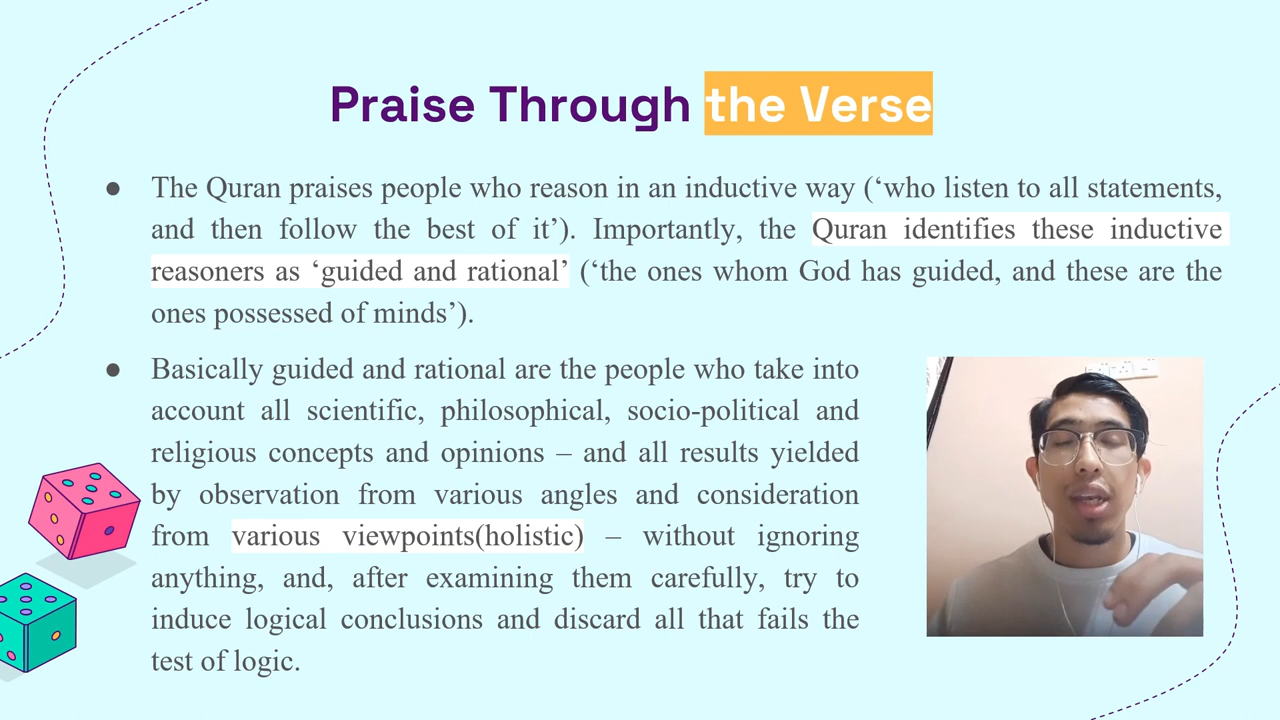 Praise Through the Verse
● The Quran praises people who reason in an inductive way (‘who listen to all statements,
and then follow the best of it’). Importantly, the Quran identifies these inductive
reasoners as ‘guided and rational’ (‘the ones whom God has guided, and these are the
ones possessed of minds’).
● Basically guided and rational are the people who take into
account all scientific, philosophical, socio-political and
religious concepts and opinions – and all results yielded
by observation from various angles and consideration
from various viewpoints(holistic) – without ignoring
anything, and, after examining them carefully, try to
induce logical conclusions and discard all that fails the
test of logic.